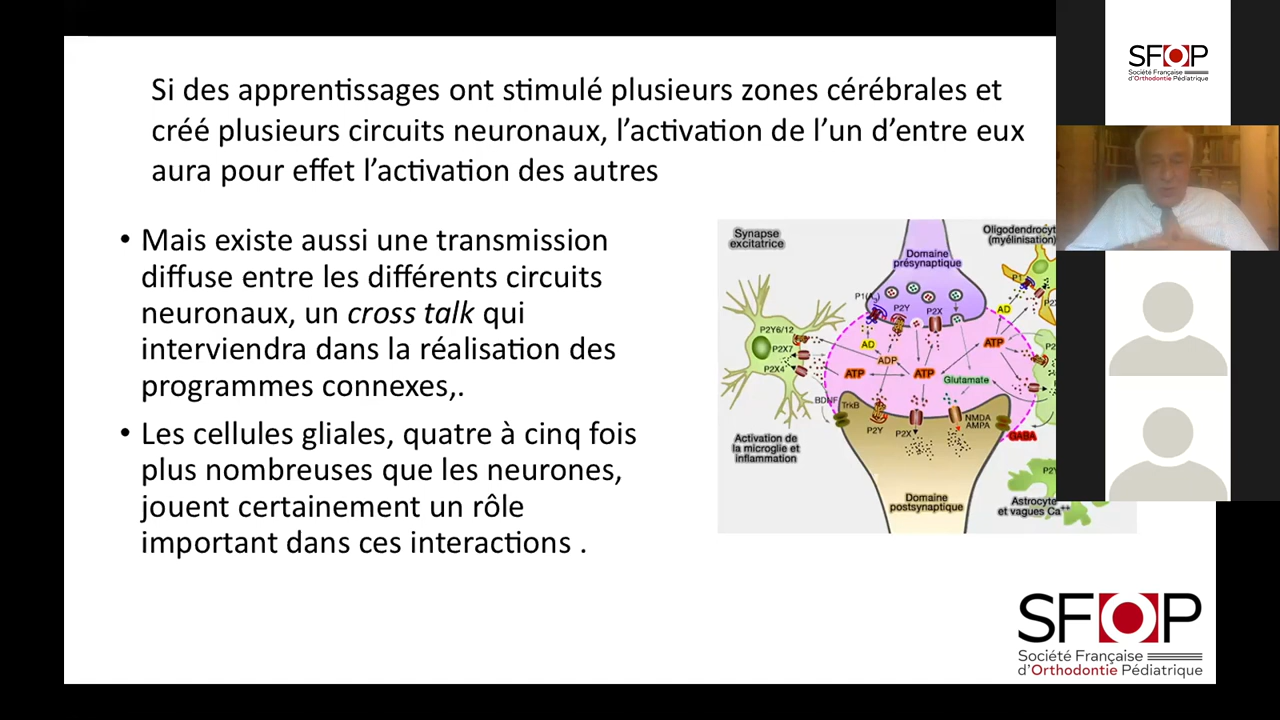 Si des apprentissages ont stimulé plusieurs zones cérébrales et
créé plusieurs circuits neuronaux, l’activation de l’un d’entre eux
aura pour effet l’activation des autres
• Mais existe aussi une transmission
diffuse entre les différents circuits
neuronaux, un cross talk qui
interviendra dans la réalisation des
programmes connexes,.
• Les cellules gliales, quatre à cinq fois
plus nombreuses que les neurones,
jouent certainement un rôle
important dans ces interactions .
Synapse
excitatrice
Domaine
présynaptique
Oligodendrocyt
(myélinisation)
P2Y
P2X
AD
P2Y6/12
P2X7
P2X4
AD
ADP
ATP
ATP
ATP
Glutamate
BDNF
TrkB
P2Y
P2X
NMDA
AMPA
GABA
Activation de
la microglie et
inflammation
Domaine
postsynaptique
P2Y
Astrocyte
et vagues Ca++
SFOP
Société Française
d’Orthodontie Pédiatrique
SFOP
Société Française
d’Orthodontie Pédiatrique